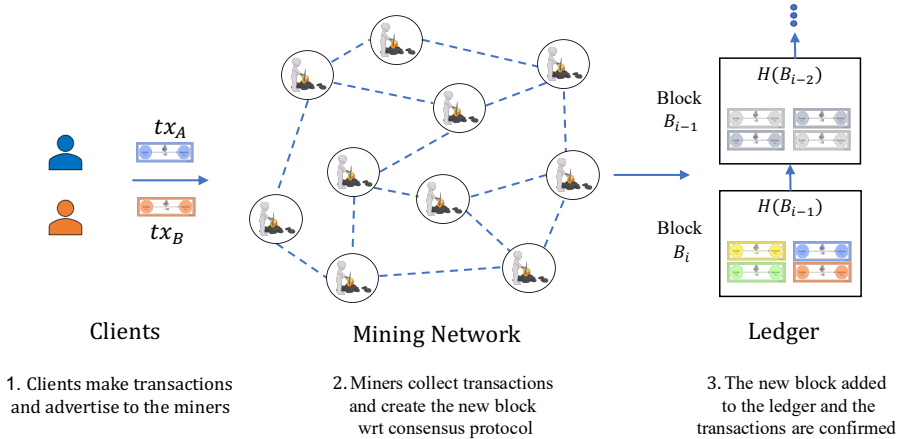 tx_A
tx_B
Block
B_{i-1}
H(B_{i-2})
Block
B_i
H(B_{i-1})
Clients
Mining Network
Ledger
1. Clients make transactions
and advertise to the miners
2. Miners collect transactions
and create the new block
wrt consensus protocol
3. The new block added
to the ledger and the
transactions are confirmed